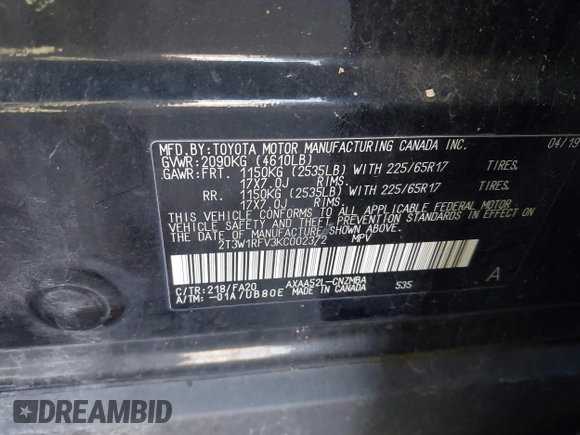 MFD.BY:TOYOTA MOTOR MANUFACTURING CANADA INC. 04/19
GVWR:2090KG (4610LB)
GAWR:FRT. 1150KG (2535LB) WITH 225/65R17 TIRES.
17X7.0J RIMS.
RR. 1150KG (2535LB) WITH 225/65R17 TIRES.
17X7.0J RIMS.
THIS VEHICLE CONFORMS TO ALL APPLICABLE FEDERAL MOTOR
VEHICLE SAFETY AND THEFT PREVENTION STANDARDS IN EFFECT ON
THE DATE OF MANUFACTURE SHOWN ABOVE.
2T3W1RFV3KC002372 MPV
C/TR:218/FA20 AXAA52L-CNZMBA A
A/TM:-01A/UB80E MADE IN CANADA 535
DREAMBID